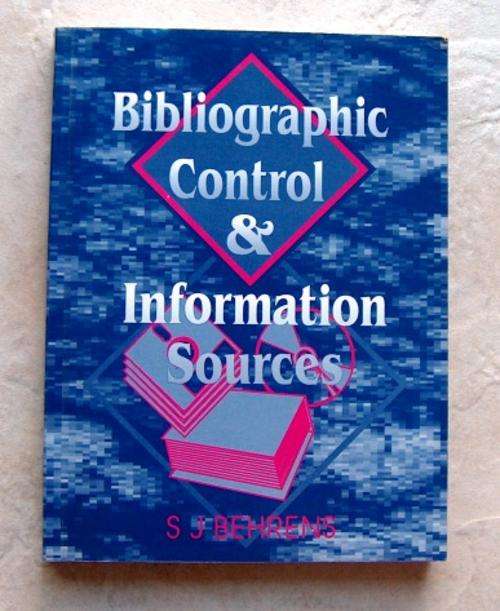 Bibliographic
Control
&
Information
Sources
S J BEHRENS